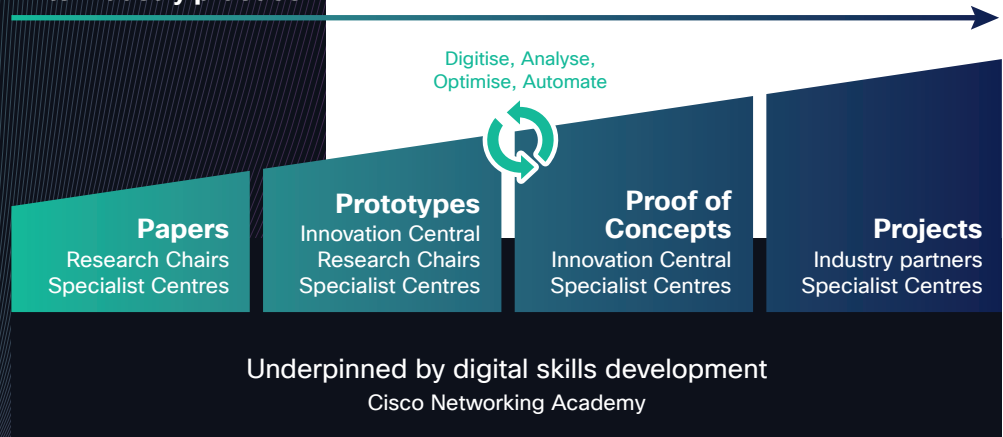 Digitise, Analyse,
Optimise, Automate
Papers
Research Chairs
Specialist Centres
Prototypes
Innovation Central
Research Chairs
Specialist Centres
Proof of
Concepts
Innovation Central
Specialist Centres
Projects
Industry partners
Specialist Centres
Underpinned by digital skills development
Cisco Networking Academy